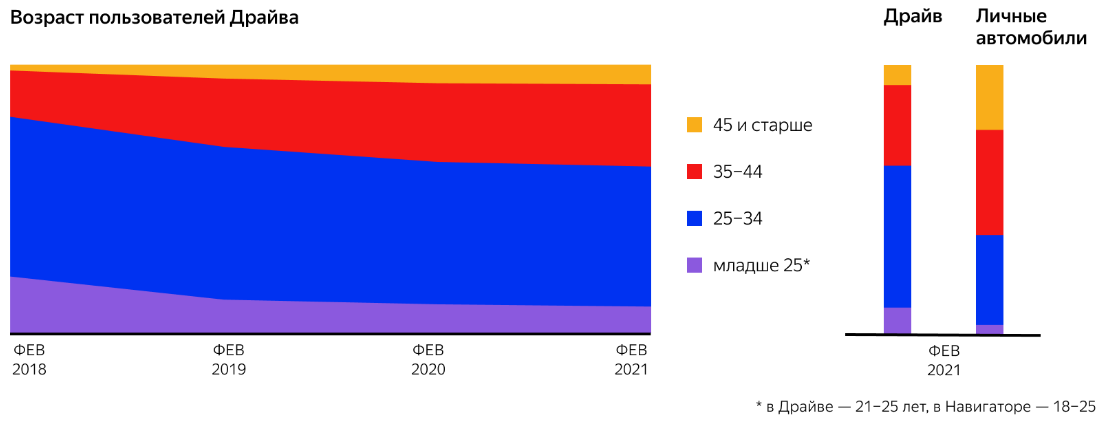 Возраст пользователей Драйва
ФЕВ
2018
ФЕВ
2019
ФЕВ
2020
ФЕВ
2021
45 и старше
35–44
25–34
младше 25*
Драйв
Личные
автомобили
ФЕВ
2021
* в Драйве — 21–25 лет, в Навигаторе — 18–25